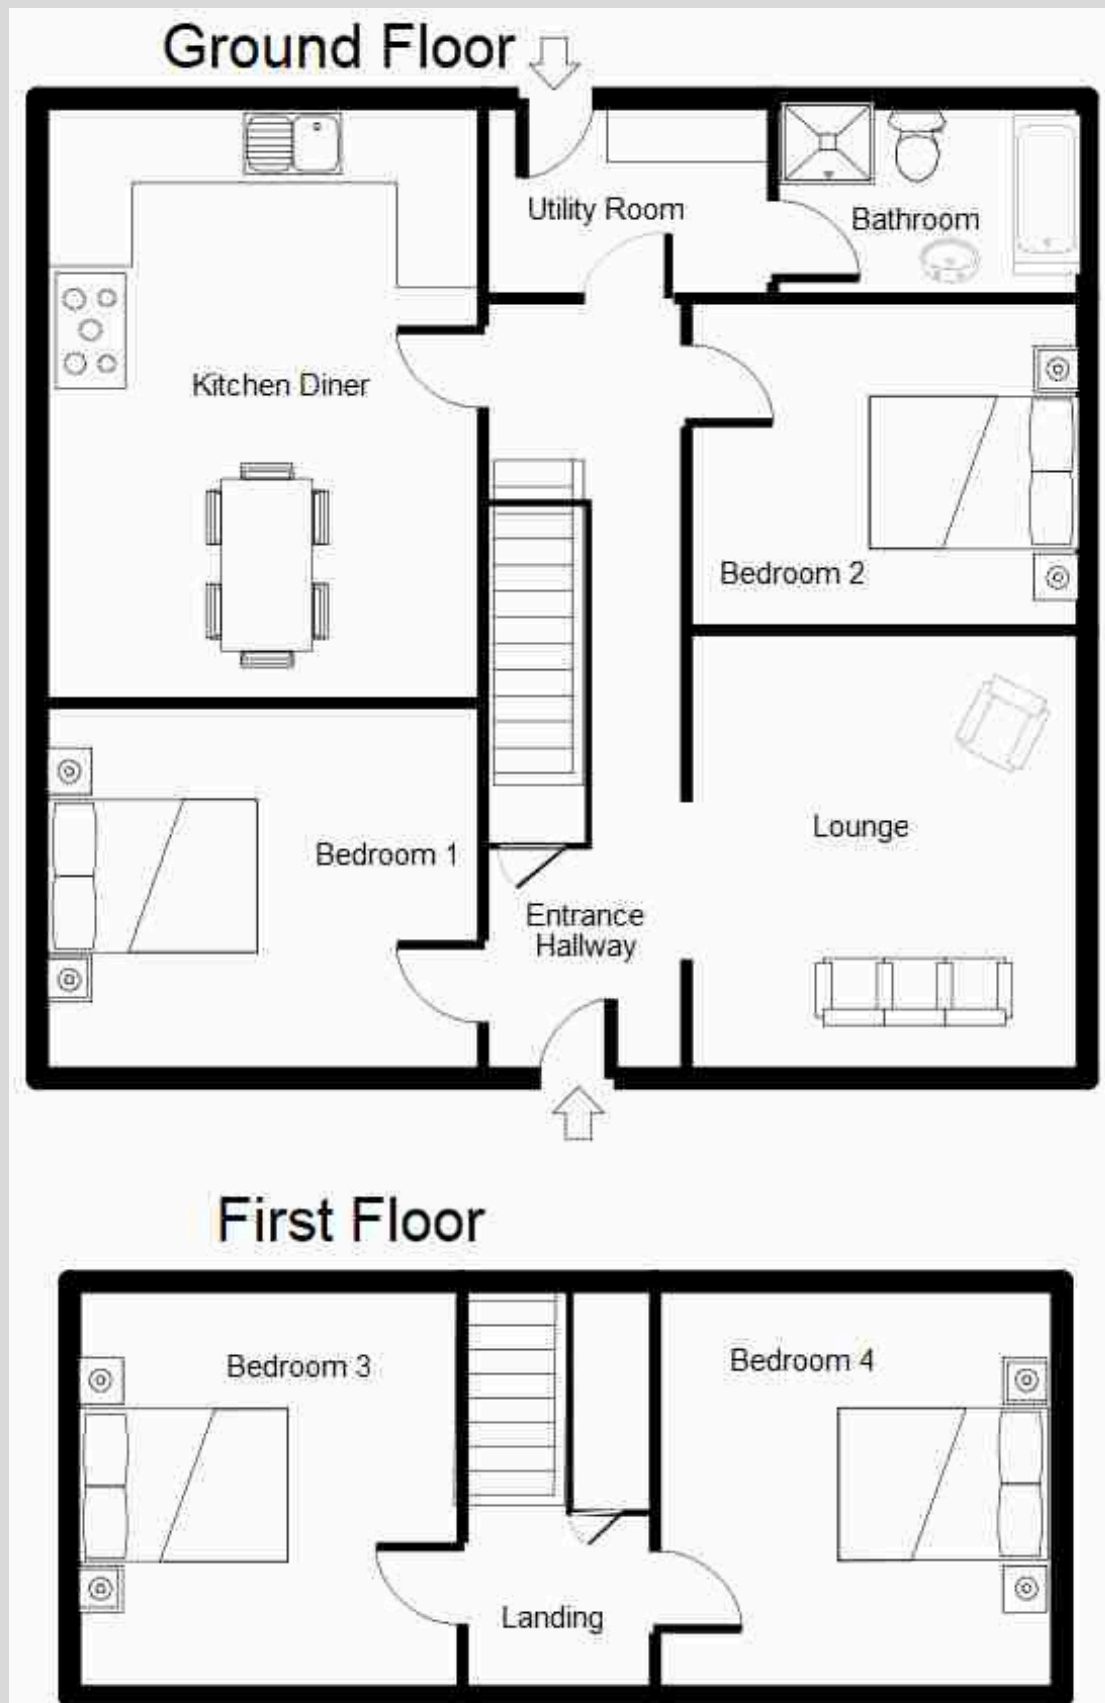 Ground Floor
Utility Room
Bathroom
Kitchen Diner
Bedroom 2
Lounge
Bedroom 1
Entrance
Hallway
First Floor
Bedroom 3
Bedroom 4
Landing